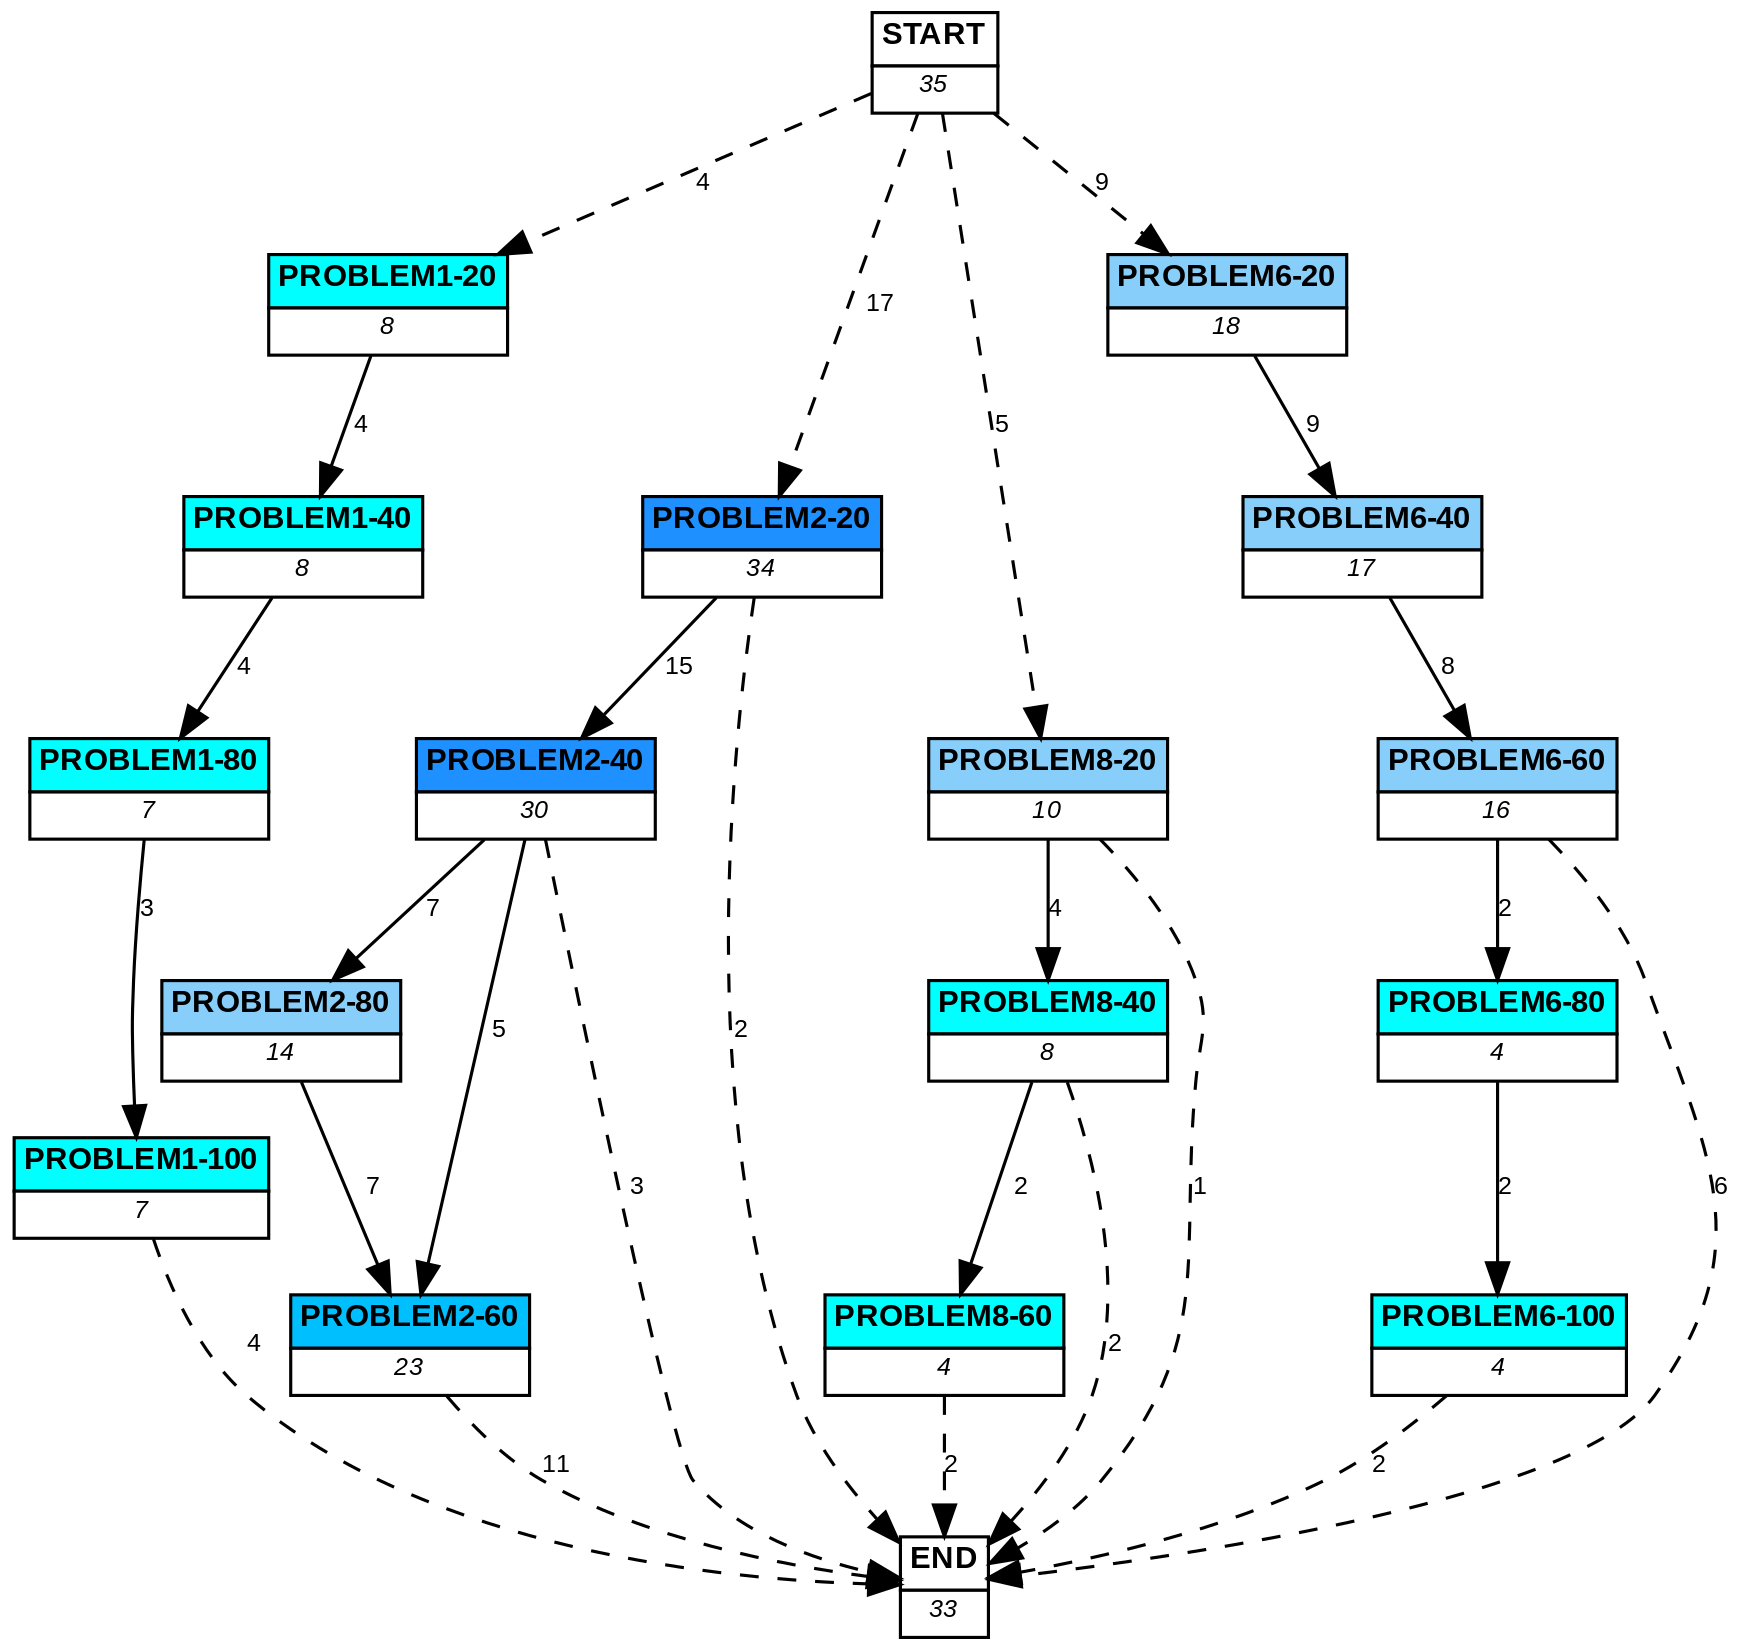 START
35
4
9
PROBLEM1-20
8
17
PROBLEM6-20
18
4
5
9
PROBLEM1-40
8
PROBLEM2-20
34
PROBLEM6-40
17
4
15
8
PROBLEM1-80
7
PROBLEM2-40
30
PROBLEM8-20
10
PROBLEM6-60
16
3
7
4
2
PROBLEM2-80
14
5
2
PROBLEM8-40
8
PROBLEM6-80
4
PROBLEM1-100
7
7
3
2
1
2
6
PROBLEM2-60
23
PROBLEM8-60
4
PROBLEM6-100
4
4
2
11
2
2
END
33